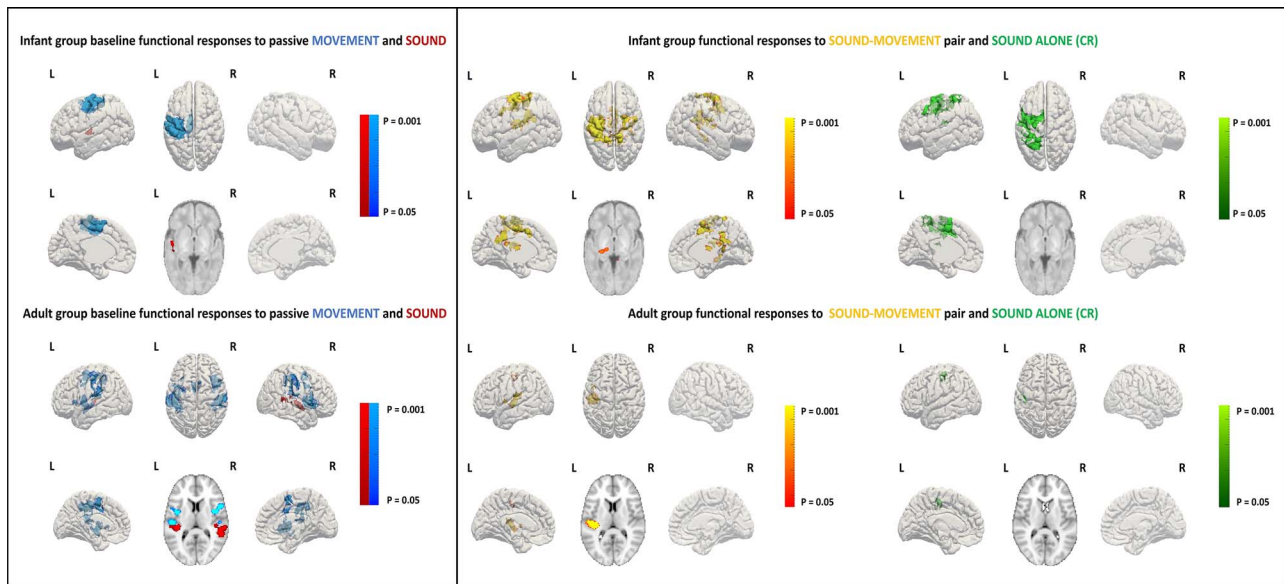 Infant group baseline functional responses to passive MOVEMENT and SOUND
L
R
P = 0.001
L
R
P = 0.05
Adult group baseline functional responses to passive MOVEMENT and SOUND
L
R
P = 0.001
L
R
P = 0.05
Infant group functional responses to SOUND-MOVEMENT pair and SOUND ALONE (CR)
L
R
L
R
P = 0.001
P = 0.001
L
R
L
R
P = 0.05
P = 0.05
Adult group functional responses to SOUND-MOVEMENT pair and SOUND ALONE (CR)
L
R
L
R
P = 0.001
P = 0.001
L
R
L
R
P = 0.05
P = 0.05